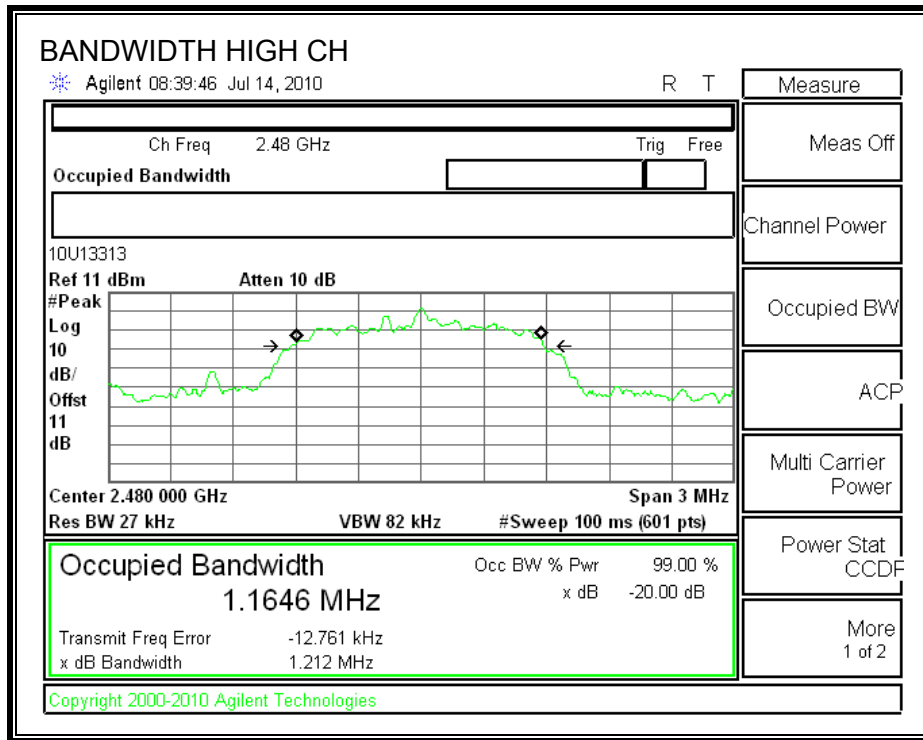 BANDWIDTH HIGH CH
Agilent 08:39:46 Jul 14, 2010 R T
Measure
Ch Freq 2.48 GHz Trig Free
Occupied Bandwidth
Meas Off
Channel Power
Occupied BW
ACP
Multi Carrier
Power
Power Stat
CCDF
More
1 of 2
10U13313
Ref 11 dBm Atten 10 dB
#Peak
Log
10
dB/
Offst
11
dB
Center 2.480 000 GHz Span 3 MHz
Res BW 27 kHz VBW 82 kHz #Sweep 100 ms (601 pts)
Occupied Bandwidth Occ BW % Pwr 99.00 %
1.1646 MHz x dB -20.00 dB
Transmit Freq Error -12.761 kHz
x dB Bandwidth 1.212 MHz
Copyright 2000-2010 Agilent Technologies